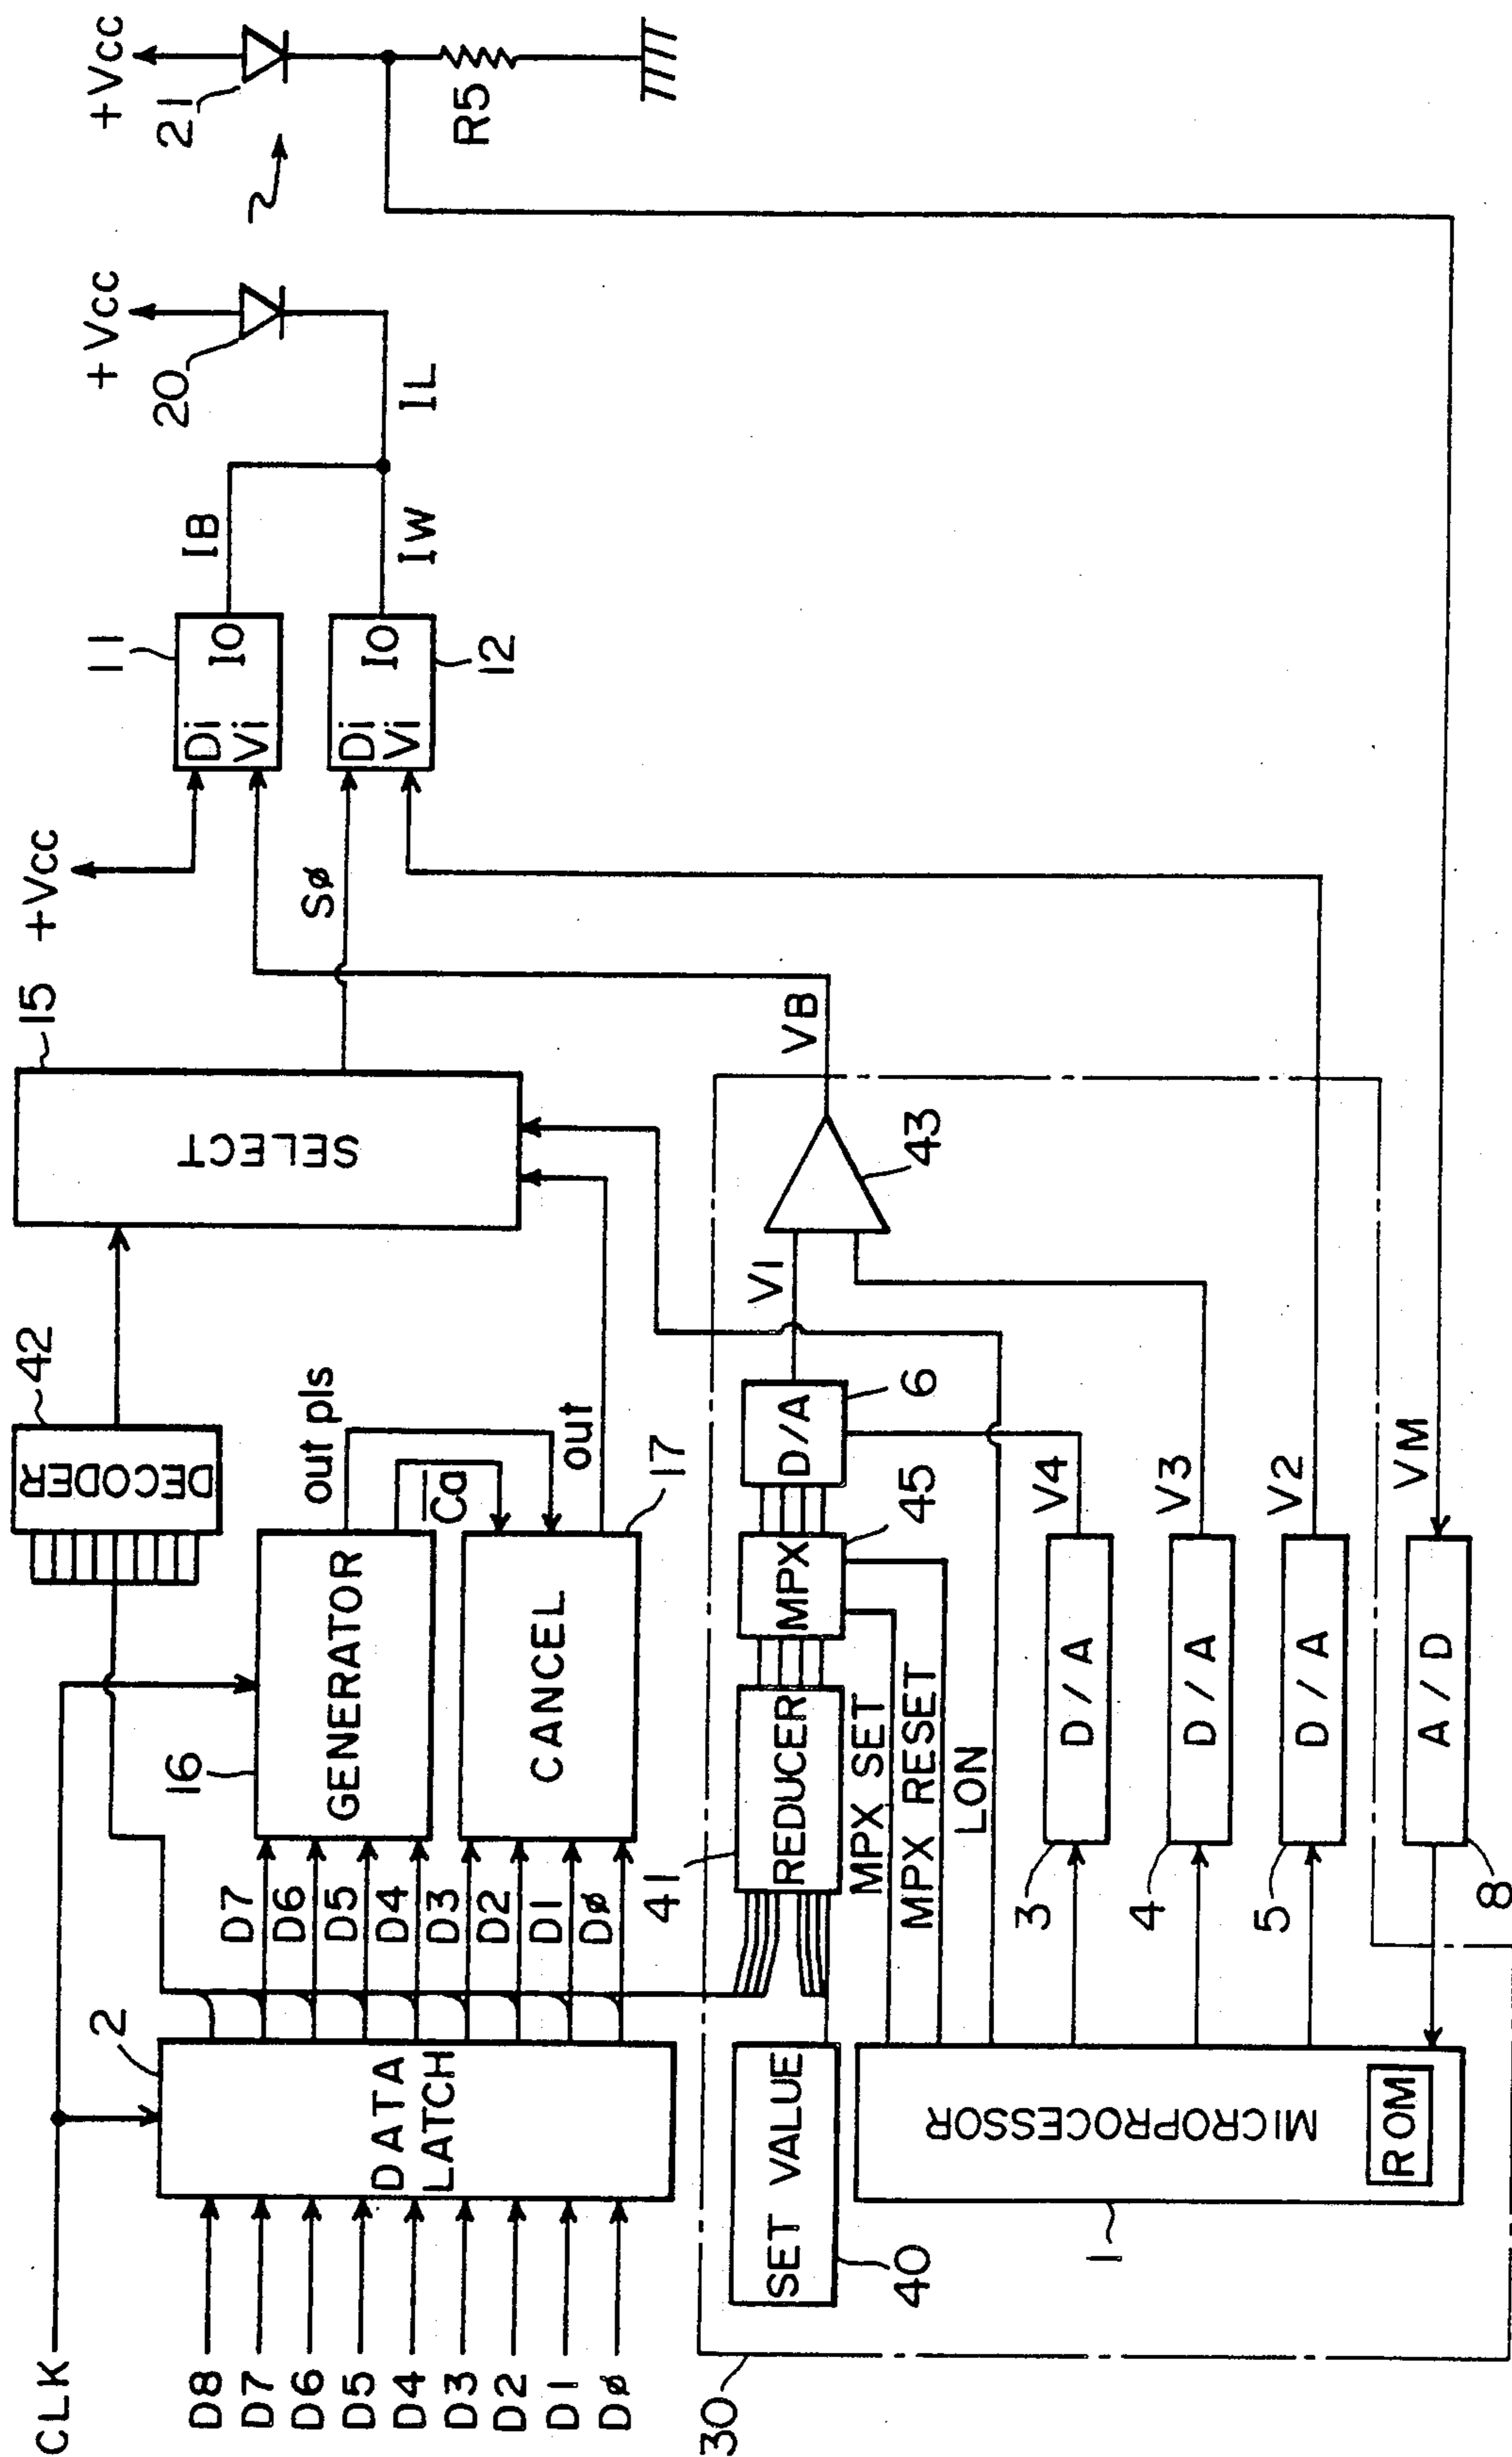 CLK
D8
D7
D6
D5
D4
D3
D2
D1
Dø
2
DATA
LATCH
D7
D6
D5
D4
D3
D2
D1
Dø
16
GENERATOR
CANCEL
17
out pls
Ca
out
42
DECODER
15
SELECT
Sø
+Vcc
11
Di
Vi
IO
12
Di
Vi
IO
IB
IW
IL
+Vcc
20
7
+Vcc
21
R5
30
SET VALUE
40
41
REDUCER
MPX
45
D/A
6
V1
43
VB
MPX SET
MPX RESET
LON
MICROPROCESSOR
ROM
1
3
D/A
V4
4
D/A
V3
5
D/A
V2
8
A/D
VM